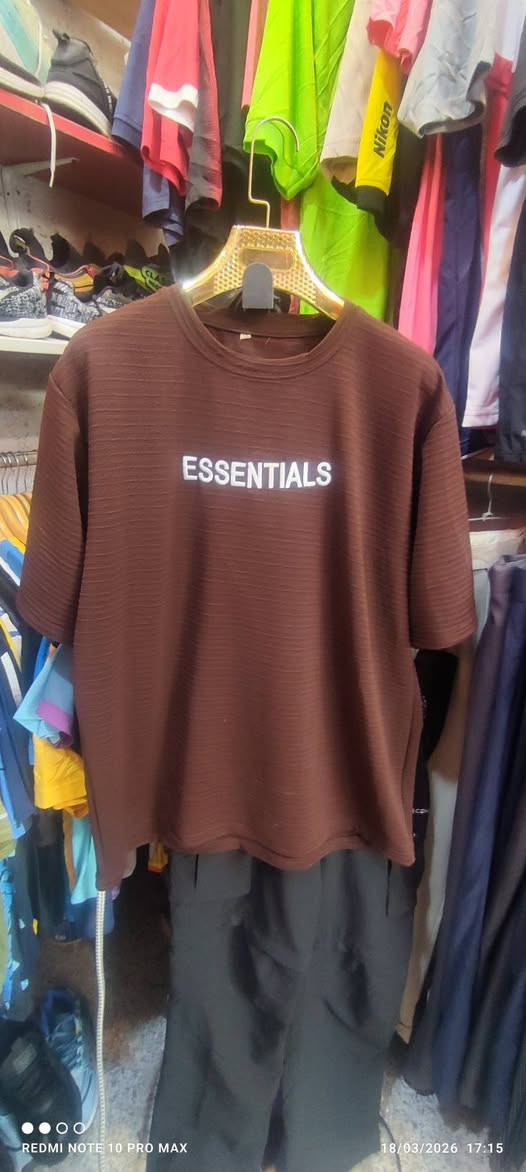 Nikon
ESSENTIALS
REDMI NOTE 10 PRO MAX
18/03/2026 17:15